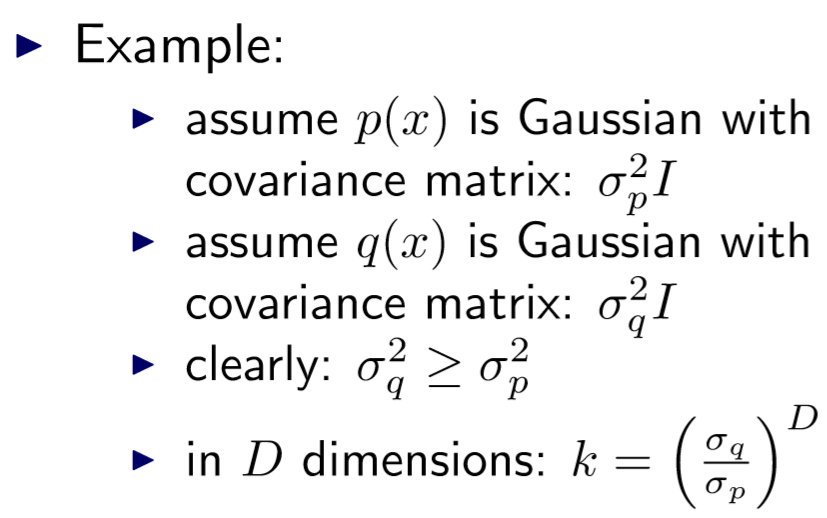 ▶ Example:
▶ assume $p(x)$ is Gaussian with
covariance matrix: $\sigma_p^2 I$
▶ assume $q(x)$ is Gaussian with
covariance matrix: $\sigma_q^2 I$
▶ clearly: $\sigma_q^2 \geq \sigma_p^2$
▶ in $D$ dimensions: $k = \left(\frac{\sigma_q}{\sigma_p}\right)^D$